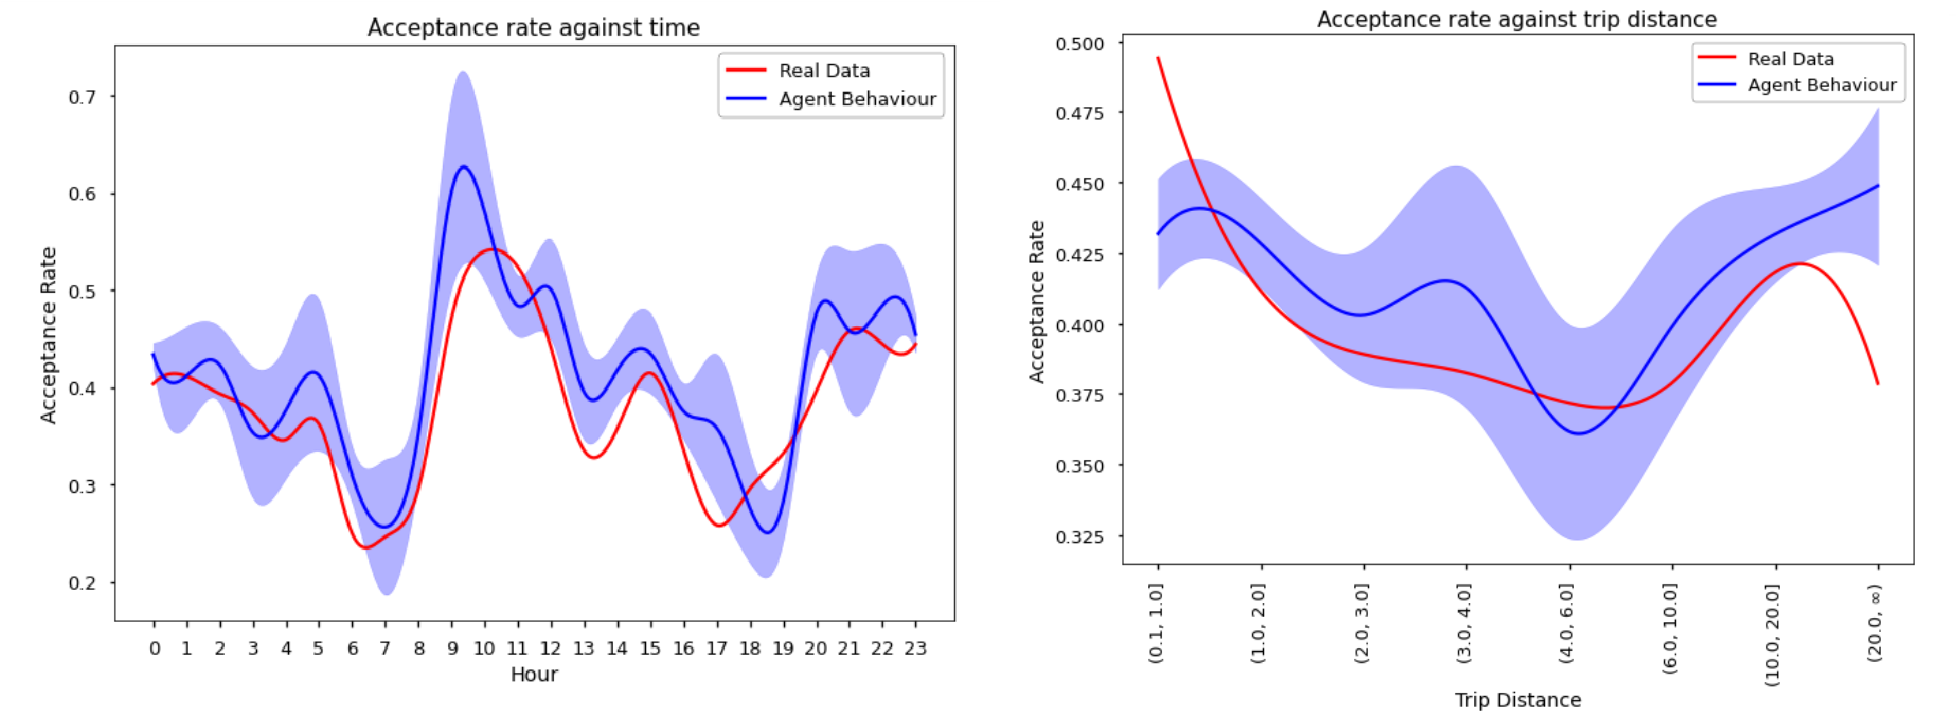 Acceptance rate against time
Real Data
Agent Behaviour
Acceptance Rate
0.7
0.6
0.5
0.4
0.3
0.2
0 1 2 3 4 5 6 7 8 9 10 11 12 13 14 15 16 17 18 19 20 21 22 23
Hour
Acceptance rate against trip distance
Real Data
Agent Behaviour
Acceptance Rate
0.500
0.475
0.450
0.425
0.400
0.375
0.350
0.325
(0.1, 1.0]
(1.0, 2.0]
(2.0, 3.0]
(3.0, 4.0]
(4.0, 6.0]
(6.0, 10.0]
(10.0, 20.0]
(20.0, ∞)
Trip Distance